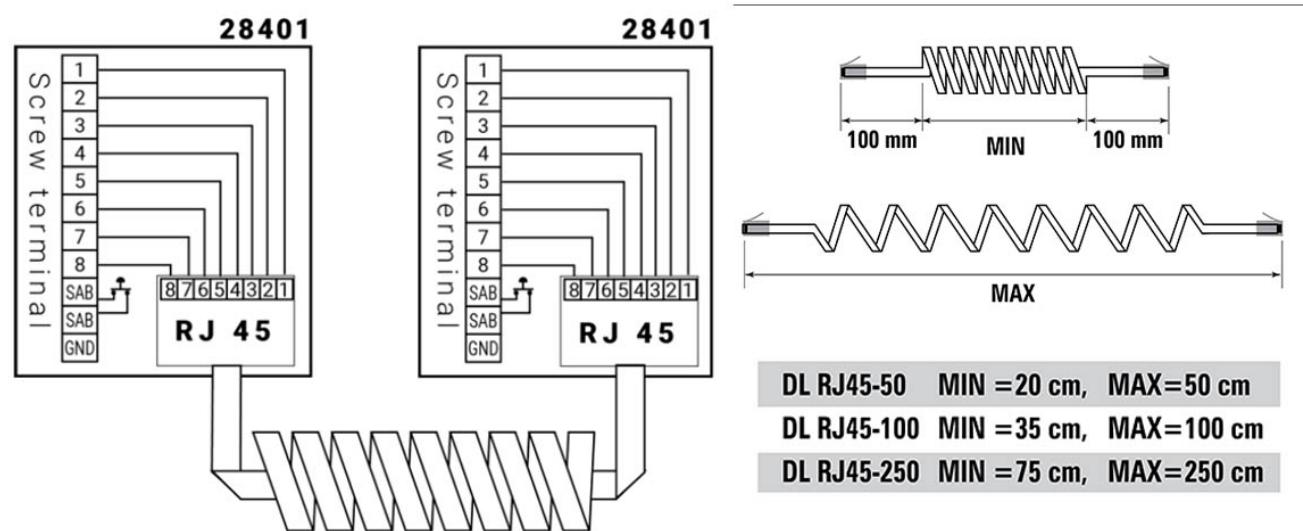 28401
Screw terminal
1
2
3
4
5
6
7
8
SAB
SAB
GND
8 7 6 5 4 3 2 1
RJ 45
28401
Screw terminal
1
2
3
4
5
6
7
8
SAB
SAB
GND
8 7 6 5 4 3 2 1
RJ 45
100 mm MIN 100 mm
MAX
DL RJ45-50 MIN =20 cm, MAX=50 cm
DL RJ45-100 MIN =35 cm, MAX=100 cm
DL RJ45-250 MIN =75 cm, MAX=250 cm